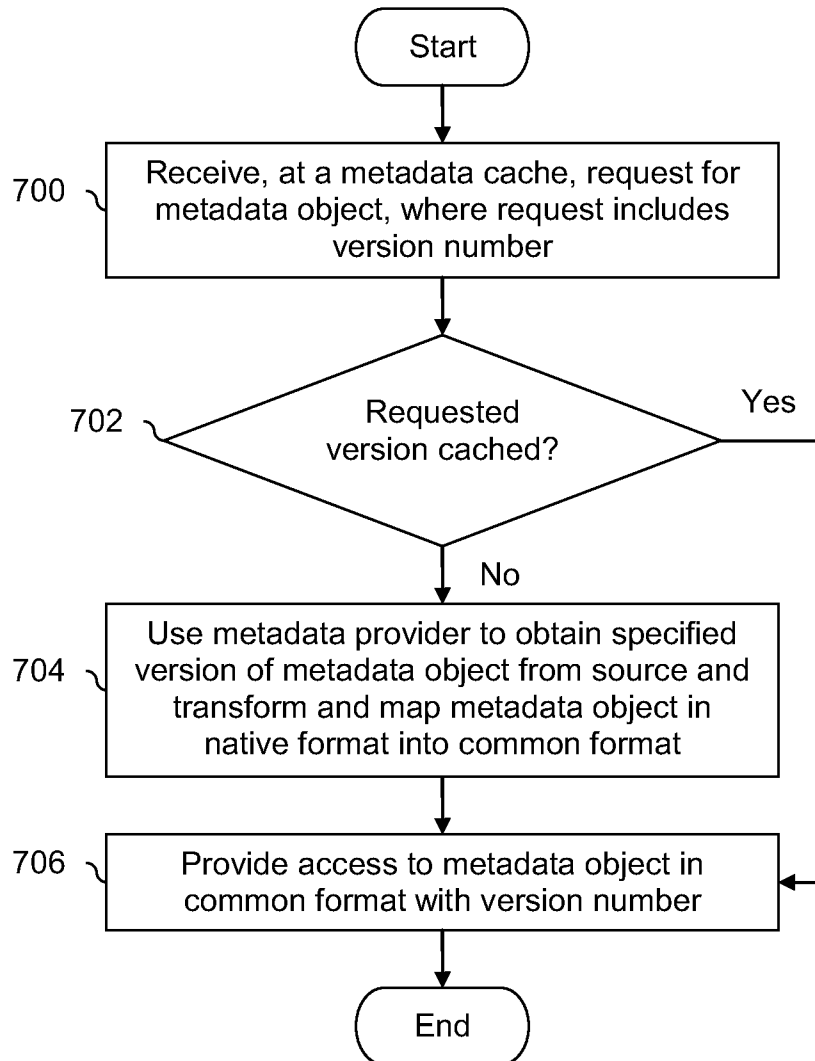 Start
700
Receive, at a metadata cache, request for
metadata object, where request includes
version number
702
Requested
version cached?
Yes
No
704
Use metadata provider to obtain specified
version of metadata object from source and
transform and map metadata object in
native format into common format
706
Provide access to metadata object in
common format with version number
End